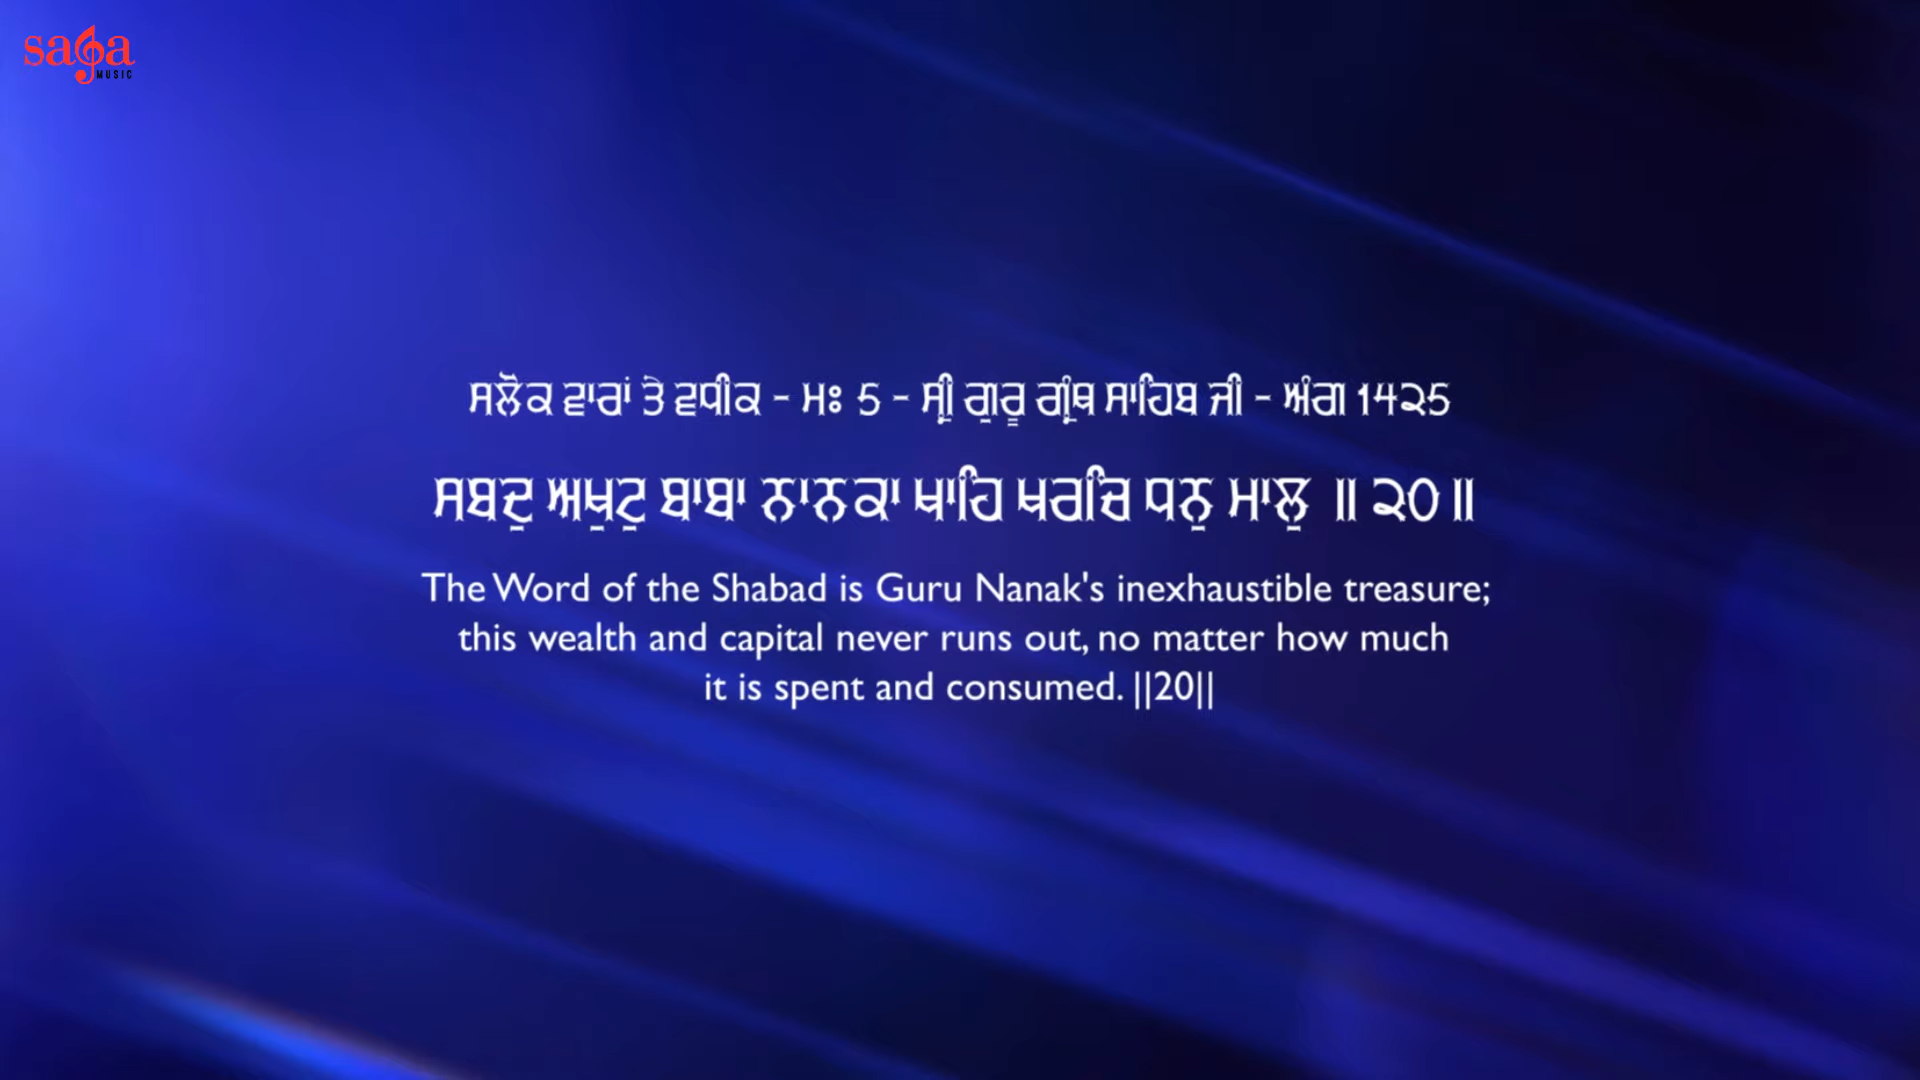 saga
MUSIC
ਸਲੋਕ ਵਾਰਾਂ ਤੇ ਵਧੀਕ - ਮਃ 5 - ਸ੍ਰੀ ਗੁਰੂ ਗ੍ਰੰਥ ਸਾਹਿਬ ਜੀ - ਅੰਗ 1425
ਸਬਦੁ ਅਖੁਟੁ ਬਾਬਾ ਨਾਨਕਾ ਖਾਹਿ ਖਰਚਿ ਧਨੁ ਮਾਲੁ ॥ ੨੦॥
The Word of the Shabad is Guru Nanak's inexhaustible treasure;
this wealth and capital never runs out, no matter how much
it is spent and consumed. ||20||